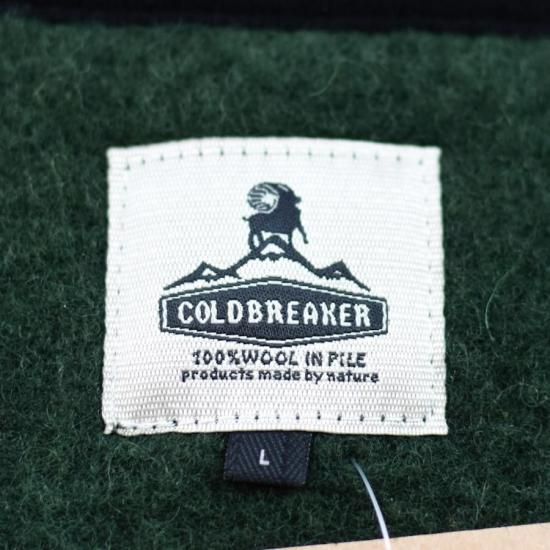 COLDBREAKER
100%WOOL IN PILE
products made by nature
L